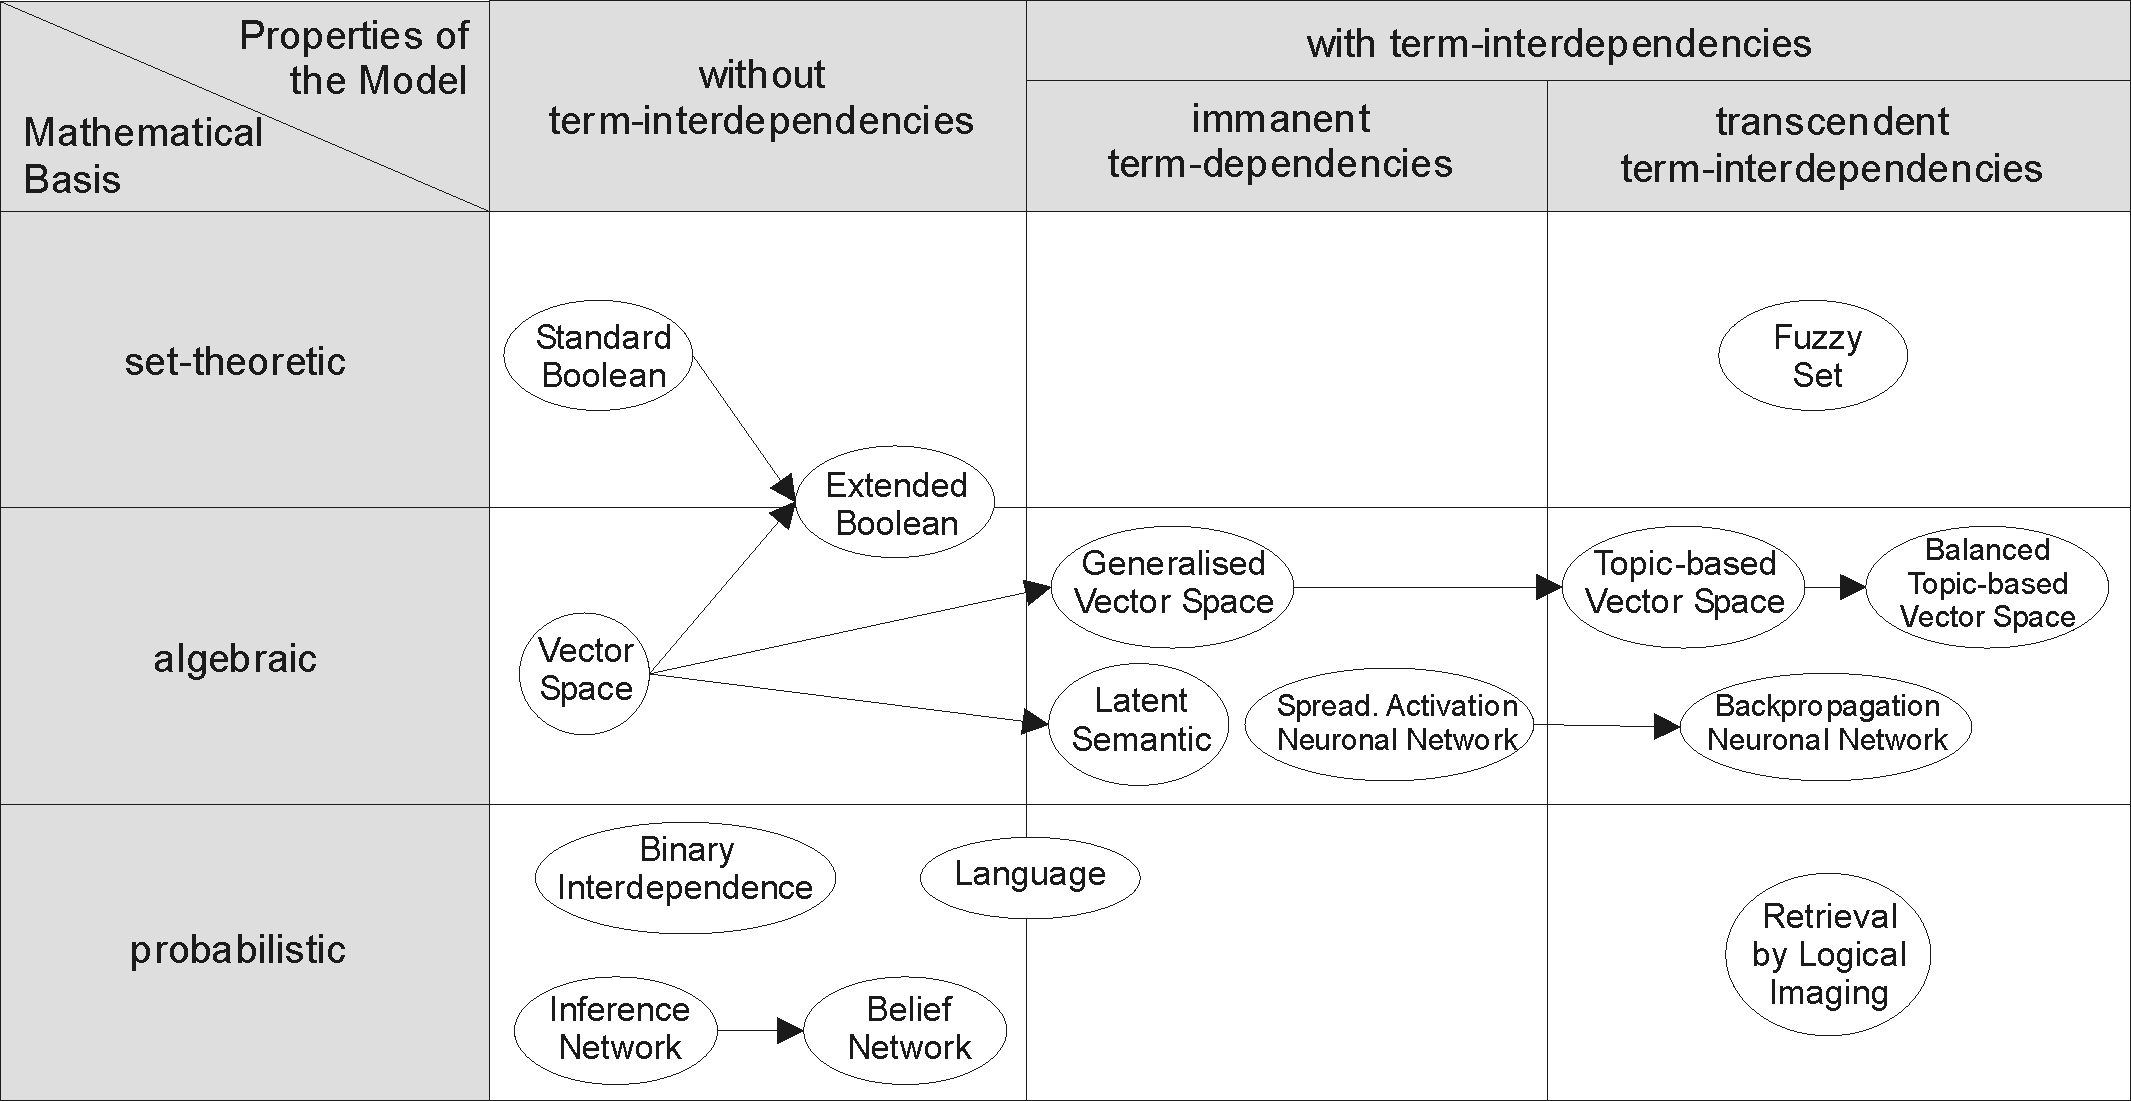 Properties of
the Model
Mathematical
Basis
without
term-interdependencies
with term-interdependencies
immanent
term-dependencies
transcendent
term-interdependencies
set-theoretic
Standard
Boolean
Extended
Boolean
Fuzzy
Set
algebraic
Vector
Space
Generalised
Vector Space
Latent
Semantic
Spread. Activation
Neuronal Network
Topic-based
Vector Space
Balanced
Topic-based
Vector Space
Backpropagation
Neuronal Network
probabilistic
Binary
Interdependence
Language
Inference
Network
Belief
Network
Retrieval
by Logical
Imaging